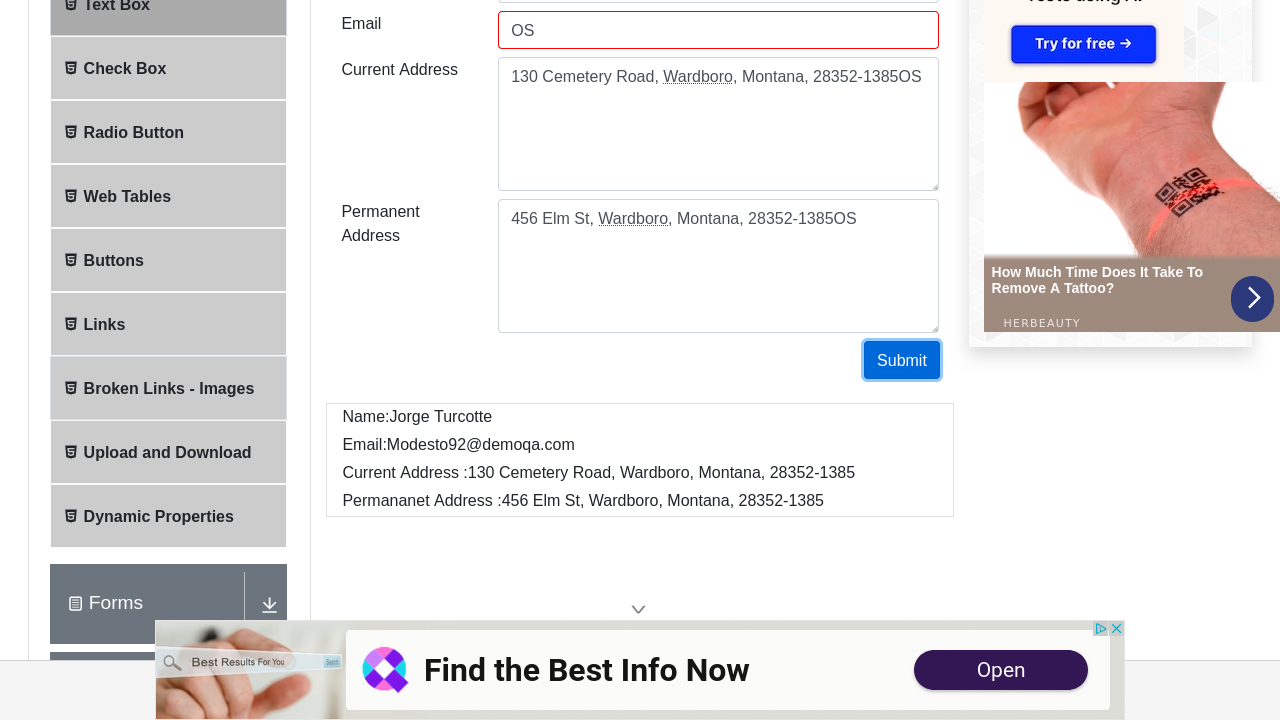 Text Box
Check Box
Radio Button
Web Tables
Buttons
Links
Broken Links - Images
Upload and Download
Dynamic Properties
Forms
Email
OS
Current Address
130 Cemetery Road, Wardboro, Montana, 28352-1385OS
Permanent
Address
456 Elm St, Wardboro, Montana, 28352-1385OS
Submit
Name:Jorge Turcotte
Email:Modesto92@demoqa.com
Current Address :130 Cemetery Road, Wardboro, Montana, 28352-1385
Permananet Address :456 Elm St, Wardboro, Montana, 28352-1385
Try for free →
How Much Time Does It Take To
Remove A Tattoo?
HERBEAUTY
Best Results For You
Search
Find the Best Info Now
Open